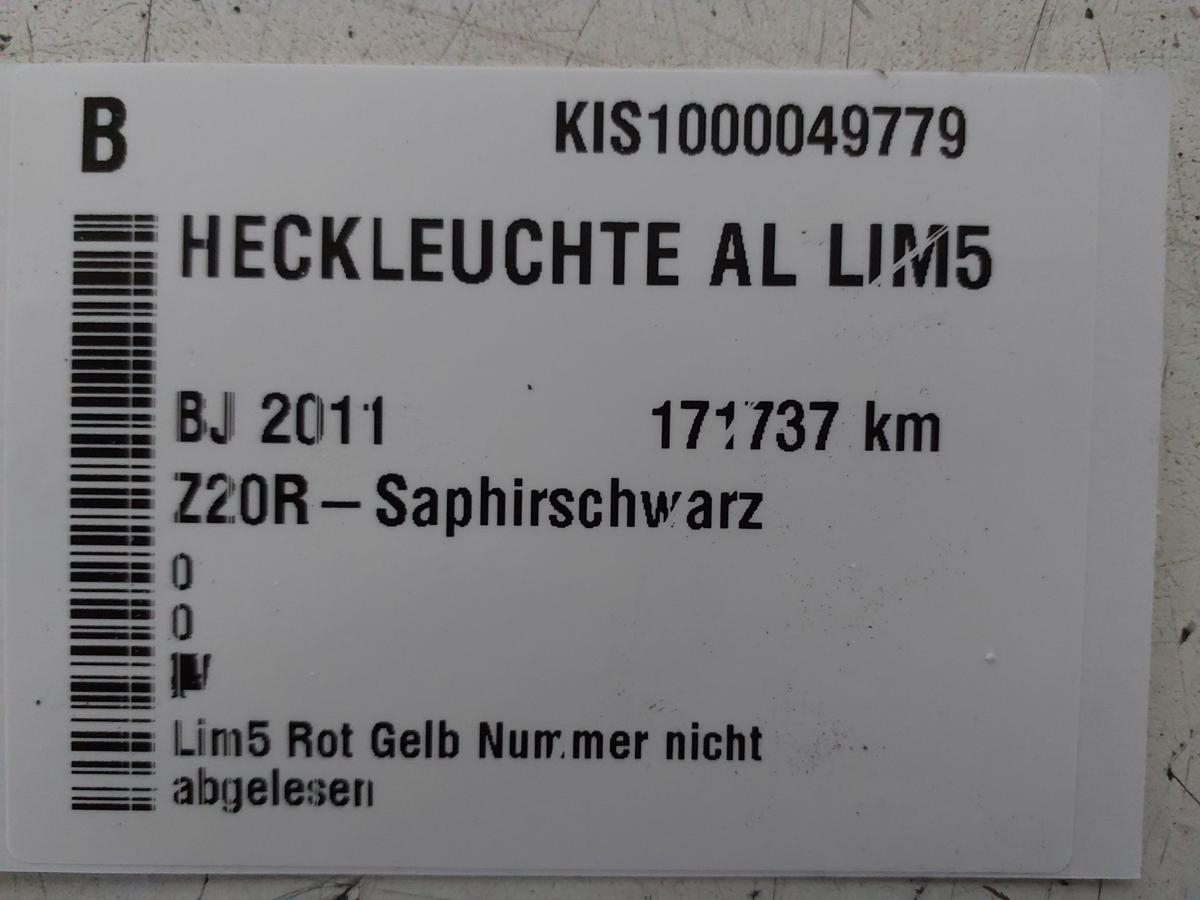 B
KIS1000049779
HECKLEUCHTE AL LIM5
BJ 2011
171737 km
Z20R – Saphirschwarz
0
0
Lim5 Rot Gelb Nummer nicht
abgelesen